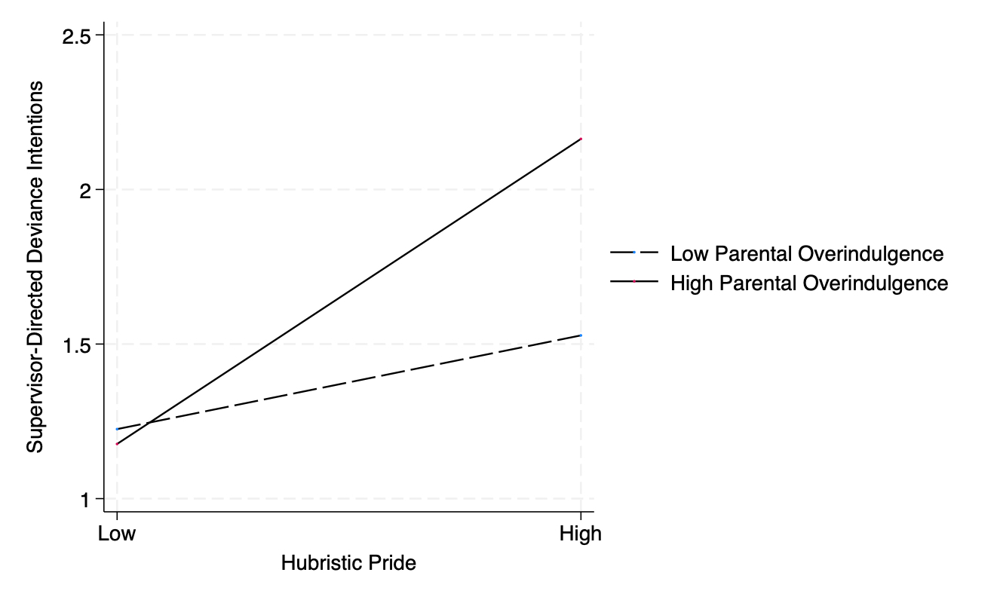 2.5
2
1.5
1
Supervisor-Directed Deviance Intentions
Low
High
Hubristic Pride
Low Parental Overindulgence
High Parental Overindulgence